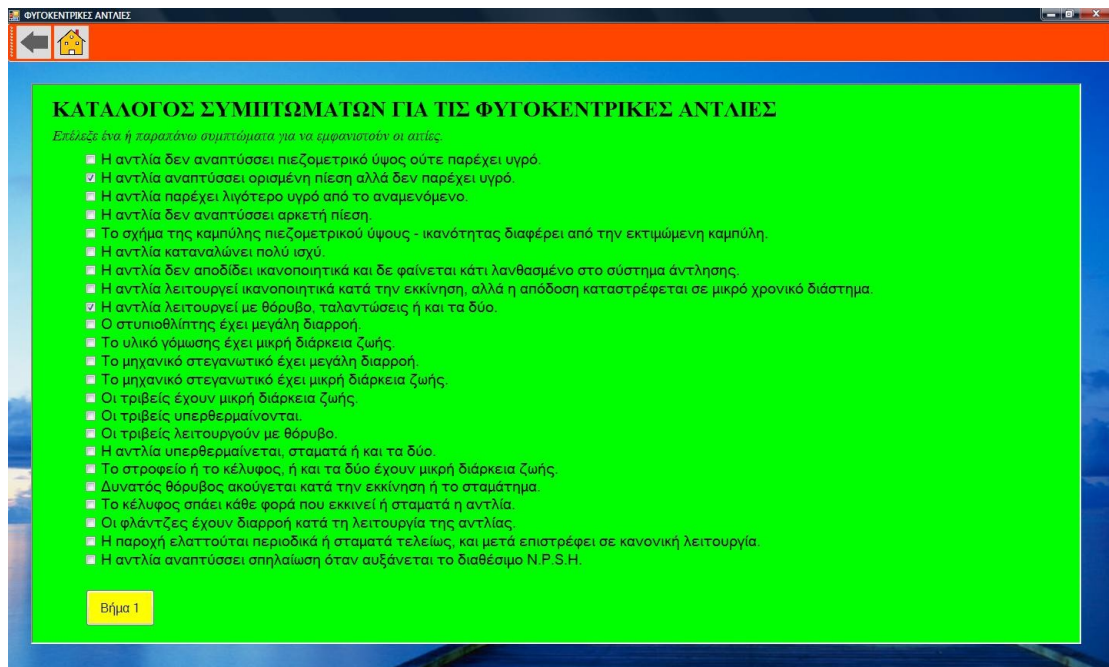 ΦΥΓΟΚΕΝΤΡΙΚΕΣ ΑΝΤΛΙΕΣ
ΚΑΤΑΛΟΓΟΣ ΣΥΜΠΤΩΜΑΤΩΝ ΓΙΑ ΤΙΣ ΦΥΓΟΚΕΝΤΡΙΚΕΣ ΑΝΤΛΙΕΣ
Επέλεξε ένα ή παραπάνω συμπτώματα για να εμφανιστούν οι αιτίες.
Η αντλία δεν αναπτύσσει πιεζομετρικό ύψος ούτε παρέχει υγρό.
Η αντλία αναπτύσσει ορισμένη πίεση αλλά δεν παρέχει υγρό.
Η αντλία παρέχει λιγότερο υγρό από το αναμενόμενο.
Η αντλία δεν αναπτύσσει αρκετή πίεση.
Το σχήμα της καμπύλης πιεζομετρικού ύψους - ικανότητας διαφέρει από την εκτιμώμενη καμπύλη.
Η αντλία καταναλώνει πολύ ισχύ.
Η αντλία δεν αποδίδει ικανοποιητικά και δε φαίνεται κάτι λανθασμένο στο σύστημα άντλησης.
Η αντλία λειτουργεί ικανοποιητικά κατά την εκκίνηση, αλλά η απόδοση καταστρέφεται σε μικρό χρονικό διάστημα.
Η αντλία λειτουργεί με θόρυβο, ταλαντώσεις ή και τα δύο.
Ο στυπιοθλίπτης έχει μεγάλη διαρροή.
Το υλικό γόμωσης έχει μικρή διάρκεια ζωής.
Το μηχανικό στεγανωτικό έχει μεγάλη διαρροή.
Το μηχανικό στεγανωτικό έχει μικρή διάρκεια ζωής.
Οι τριβείς έχουν μικρή διάρκεια ζωής.
Οι τριβείς υπερθερμαίνονται.
Οι τριβείς λειτουργούν με θόρυβο.
Η αντλία υπερθερμαίνεται, σταματά ή και τα δύο.
Το στροφείο ή το κέλυφος, ή και τα δύο έχουν μικρή διάρκεια ζωής.
Δυνατός θόρυβος ακούγεται κατά την εκκίνηση ή το σταμάτημα.
Το κέλυφος σπάει κάθε φορά που εκκινεί ή σταματά η αντλία.
Οι φλάντζες έχουν διαρροή κατά τη λειτουργία της αντλίας.
Η παροχή ελαττούται περιοδικά ή σταματά τελείως, και μετά επιστρέφει σε κανονική λειτουργία.
Η αντλία αναπτύσσει σπηλαίωση όταν αυξάνεται το διαθέσιμο N.P.S.H.
Βήμα 1